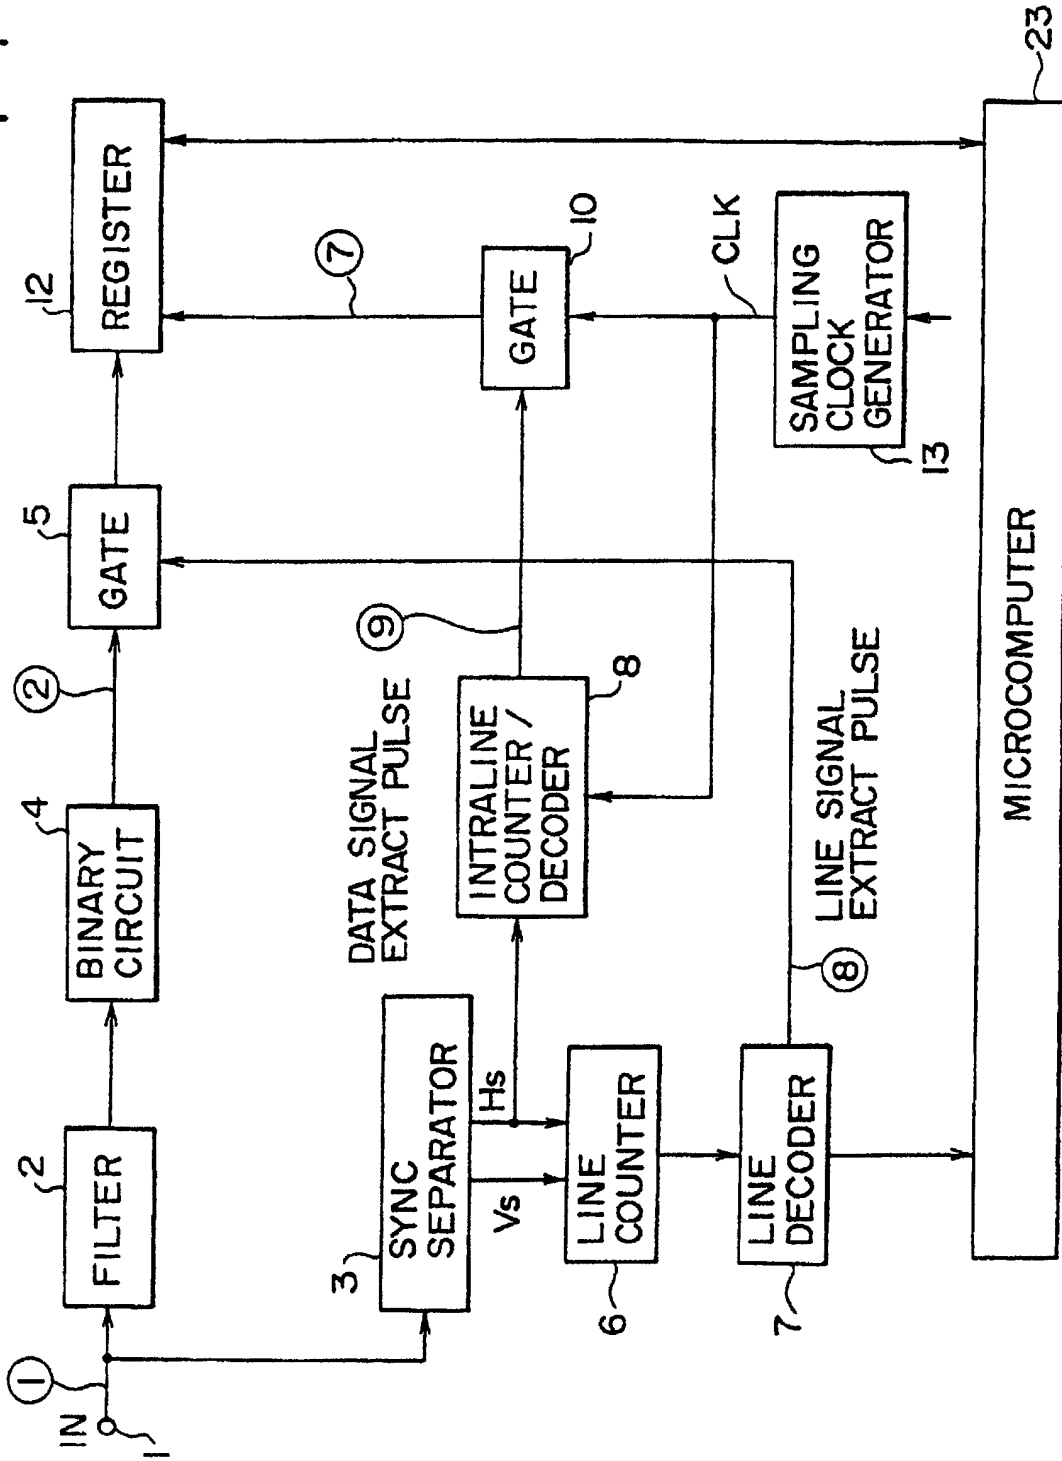 IN
1
①
2
FILTER
4
BINARY
CIRCUIT
②
5
GATE
12
REGISTER
3
SYNC
SEPARATOR
Vs
Hs
DATA SIGNAL
EXTRACT PULSE
⑨
INTRALINE
COUNTER /
DECODER
8
GATE
10
⑦
6
LINE
COUNTER
7
LINE
DECODER
⑧
LINE SIGNAL
EXTRACT PULSE
CLK
SAMPLING
CLOCK
GENERATOR
13
MICROCOMPUTER
23